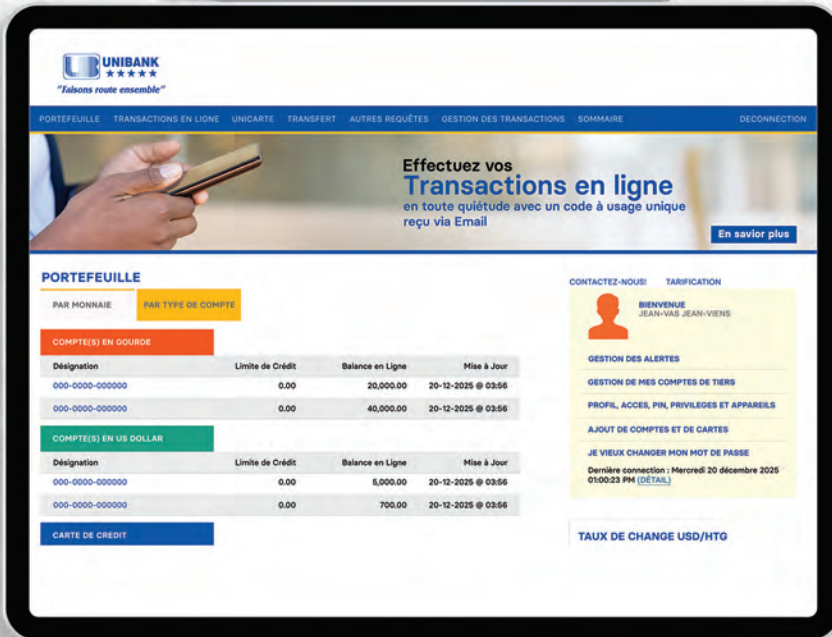 UNIBANK
"Faisons route ensemble"
PORTEFEUILLE TRANSACTIONS EN LIGNE UNICARTE TRANSFERT AUTRES REQUÊTES GESTION DES TRANSACTIONS SOMMAIRE DECONNECTION
Effectuez vos
Transactions en ligne
en toute quiétude avec un code à usage unique
reçu via Email
En savior plus
PORTEFEUILLE
PAR MONNAIE PAR TYPE DE COMPTE
COMPTE(S) EN GOURDE
Désignation Limite de Crédit Balance en Ligne Mise à Jour
000-0000-000000 0.00 20,000.00 20-12-2025 @ 03:56
000-0000-000000 0.00 40,000.00 20-12-2025 @ 03:56
COMPTE(S) EN US DOLLAR
Désignation Limite de Crédit Balance en Ligne Mise à Jour
000-0000-000000 0.00 5,000.00 20-12-2025 @ 03:56
000-0000-000000 0.00 700.00 20-12-2025 @ 03:56
CARTE DE CREDIT
CONTACTEZ-NOUS! TARIFICATION
BIENVENUE
JEAN-VAS JEAN-VIENS
GESTION DES ALERTES
GESTION DE MES COMPTES DE TIERS
PROFIL, ACCES, PIN, PRIVILEGES ET APPAREILS
AJOUT DE COMPTES ET DE CARTES
JE VIEUX CHANGER MON MOT DE PASSE
Dernière connection : Mercredi 20 décembre 2025
01:00:23 PM (DÉTAIL)
TAUX DE CHANGE USD/HTG